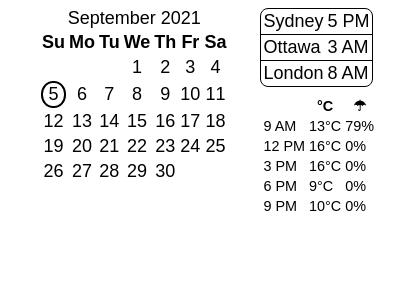 September 2021
Su Mo Tu We Th Fr Sa
1 2 3 4
5 6 7 8 9 10 11
12 13 14 15 16 17 18
19 20 21 22 23 24 25
26 27 28 29 30
Sydney 5 PM
Ottawa 3 AM
London 8 AM
°C ☂
9 AM 13°C 79%
12 PM 16°C 0%
3 PM 16°C 0%
6 PM 9°C 0%
9 PM 10°C 0%